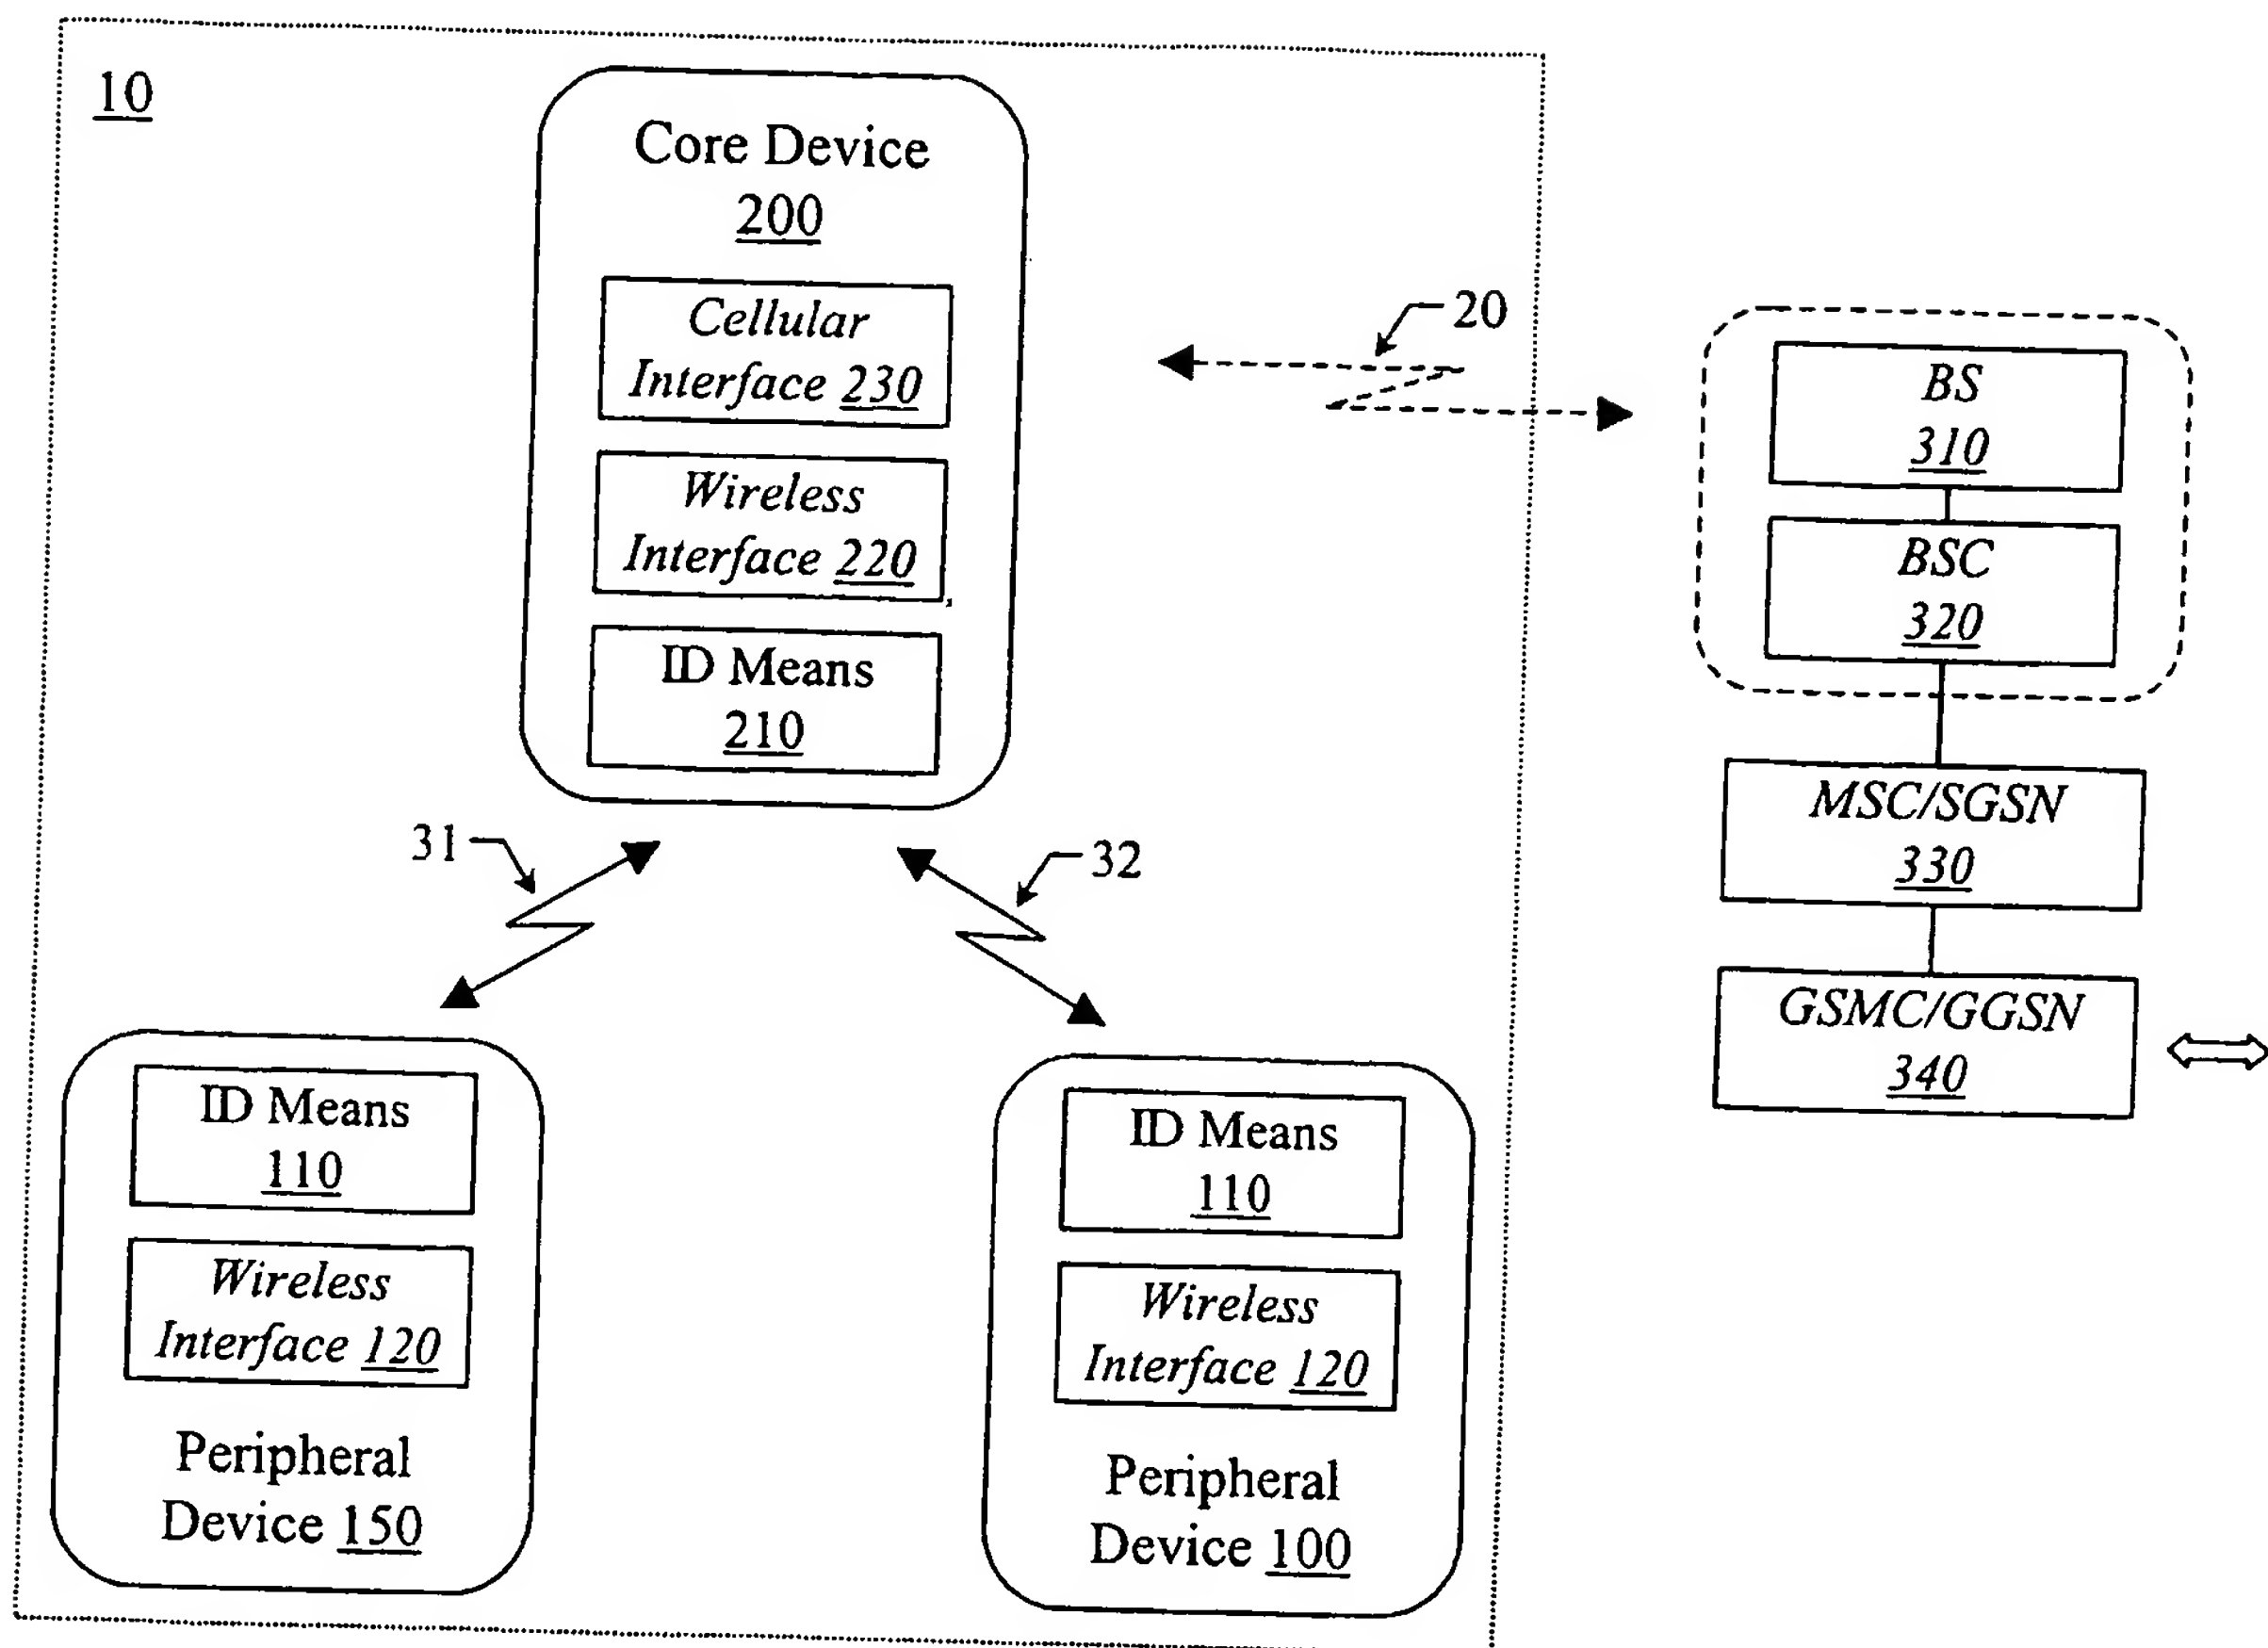 10
Core Device
200
Cellular
Interface 230
Wireless
Interface 220
ID Means
210
20
BS
310
BSC
320
MSC/SGSN
330
GSMC/GGSN
340
31
32
ID Means
110
Wireless
Interface 120
Peripheral
Device 150
ID Means
110
Wireless
Interface 120
Peripheral
Device 100